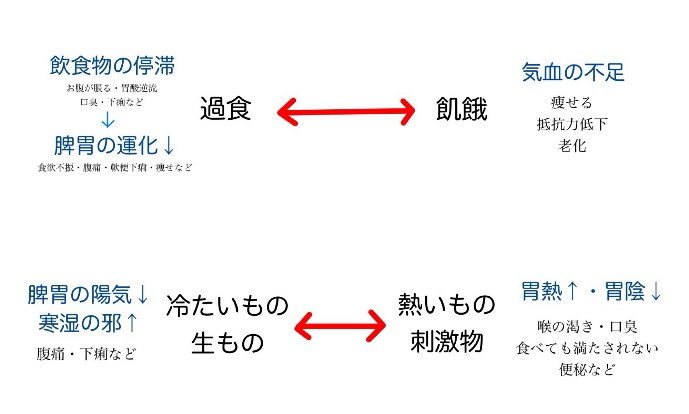 飲食物の停滞
お腹が脹る・胃酸逆流
口臭・下痢など
↓
脾胃の運化↓
食欲不振・腹痛・軟便下痢・痩せなど
過食
飢餓
気血の不足
痩せる
抵抗力低下
老化
脾胃の陽気↓
寒湿の邪↑
腹痛・下痢など
冷たいもの
生もの
熱いもの
刺激物
胃熱↑・胃陰↓
喉の渇き・口臭
食べても満たされない
便秘など